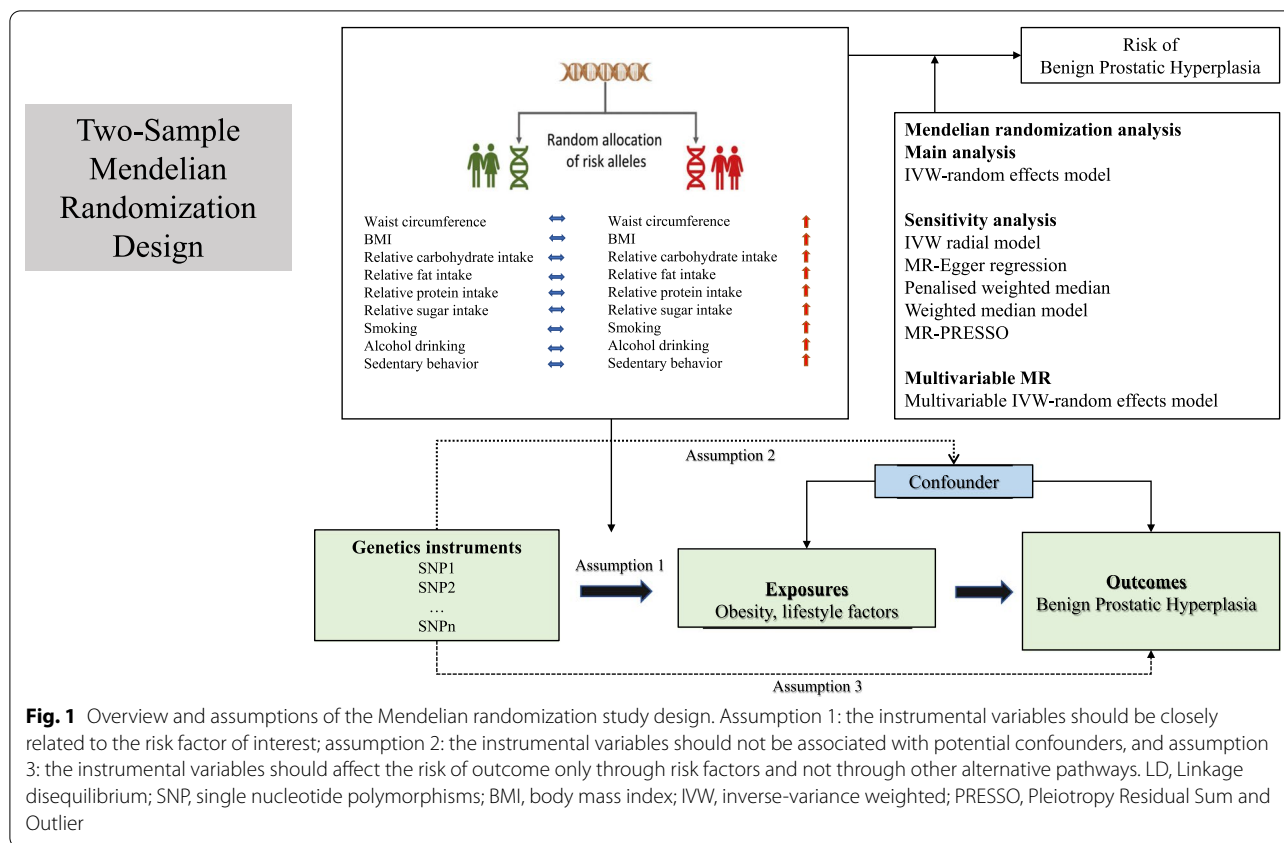 Two-Sample
Mendelian
Randomization
Design
Random allocation
of risk alleles
Waist circumference
BMI
Relative carbohydrate intake
Relative fat intake
Relative protein intake
Relative sugar intake
Smoking
Alcohol drinking
Sedentary behavior
Waist circumference
BMI
Relative carbohydrate intake
Relative fat intake
Relative protein intake
Relative sugar intake
Smoking
Alcohol drinking
Sedentary behavior
Risk of
Benign Prostatic Hyperplasia
Mendelian randomization analysis
Main analysis
IVW-random effects model
Sensitivity analysis
IVW radial model
MR-Egger regression
Penalised weighted median
Weighted median model
MR-PRESSO
Multivariable MR
Multivariable IVW-random effects model
Assumption 2
Confounder
Genetics instruments
SNP1
SNP2
...
SNPn
Assumption 1
Exposures
Obesity, lifestyle factors
Outcomes
Benign Prostatic Hyperplasia
Assumption 3
Fig. 1 Overview and assumptions of the Mendelian randomization study design. Assumption 1: the instrumental variables should be closely
related to the risk factor of interest; assumption 2: the instrumental variables should not be associated with potential confounders, and assumption
3: the instrumental variables should affect the risk of outcome only through risk factors and not through other alternative pathways. LD, Linkage
disequilibrium; SNP, single nucleotide polymorphisms; BMI, body mass index; IVW, inverse-variance weighted; PRESSO, Pleiotropy Residual Sum and
Outlier